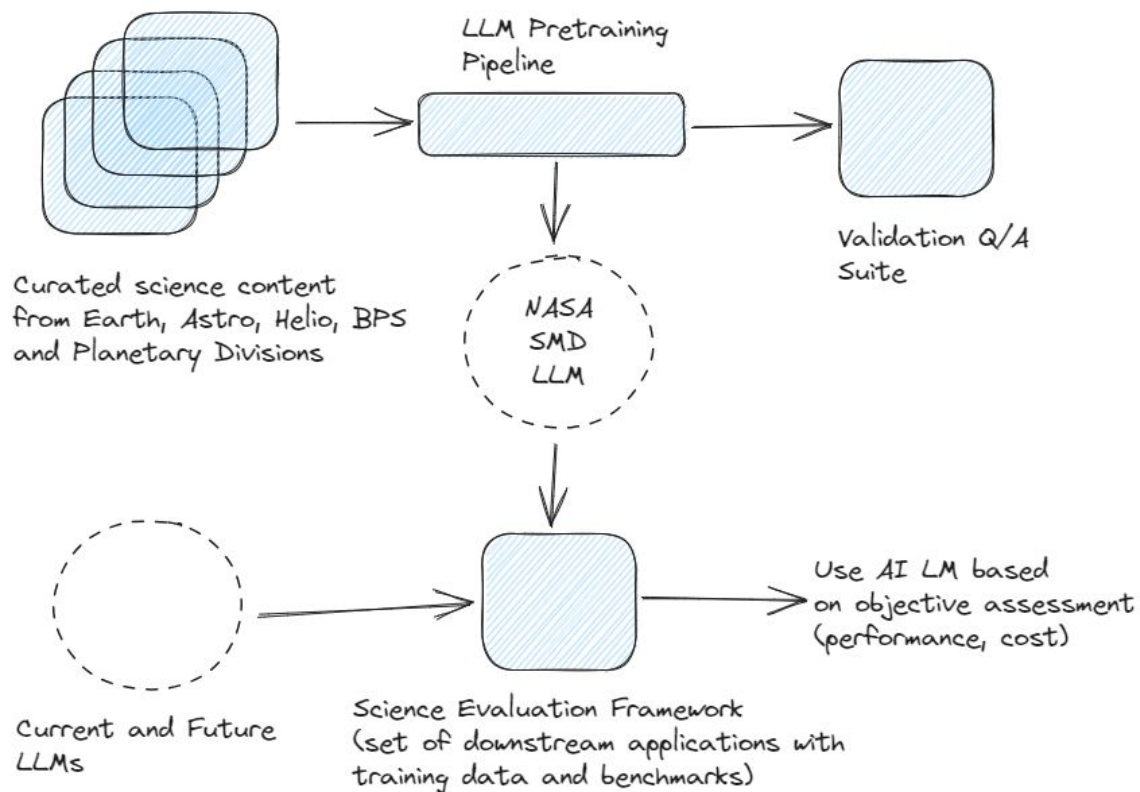 LLM Pretraining
Pipeline
Curated science content
from Earth, Astro, Helio, BPS
and Planetary Divisions
Validation Q/A
Suite
NASA
SMD
LLM
Current and Future
LLMs
Science Evaluation Framework
(set of downstream applications with
training data and benchmarks)
Use AI LM based
on objective assessment
(performance, cost)